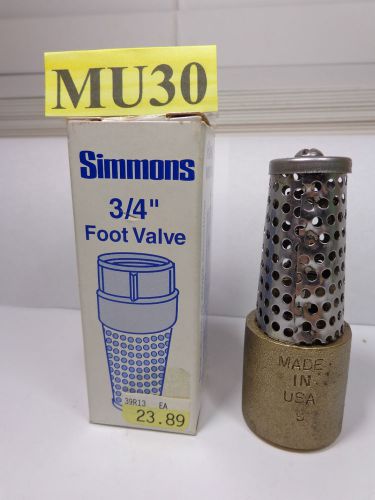 MU30
Simmons
3/4"
Foot Valve
39R13 EA
23.89
MADE
IN
USA